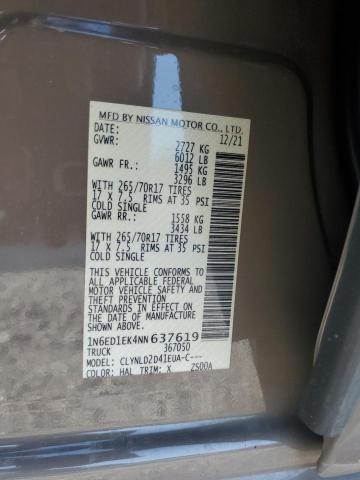 MFD BY NISSAN MOTOR CO., LTD.
DATE: 12/21
GVWR: 2727 KG
6012 LB
GAWR FR.: 1495 KG
3296 LB
WITH 265/70R17 TIRES
17 X 7.5 RIMS AT 35 PSI
COLD SINGLE
GAWR RR.: 1558 KG
3434 LB
WITH 265/70R17 TIRES
17 X 7.5 RIMS AT 35 PSI
COLD SINGLE
THIS VEHICLE CONFORMS TO
ALL APPLICABLE FEDERAL
MOTOR VEHICLE SAFETY
STANDARDS IN EFFECT ON
THE DATE OF MANUFACTURE
SHOWN ABOVE.
1N6ED1EK4NN637619
TRUCK 367050
MODEL: CLYNLD2D41EUA-C---
COLOR: HAL TRIM: X 2S00A